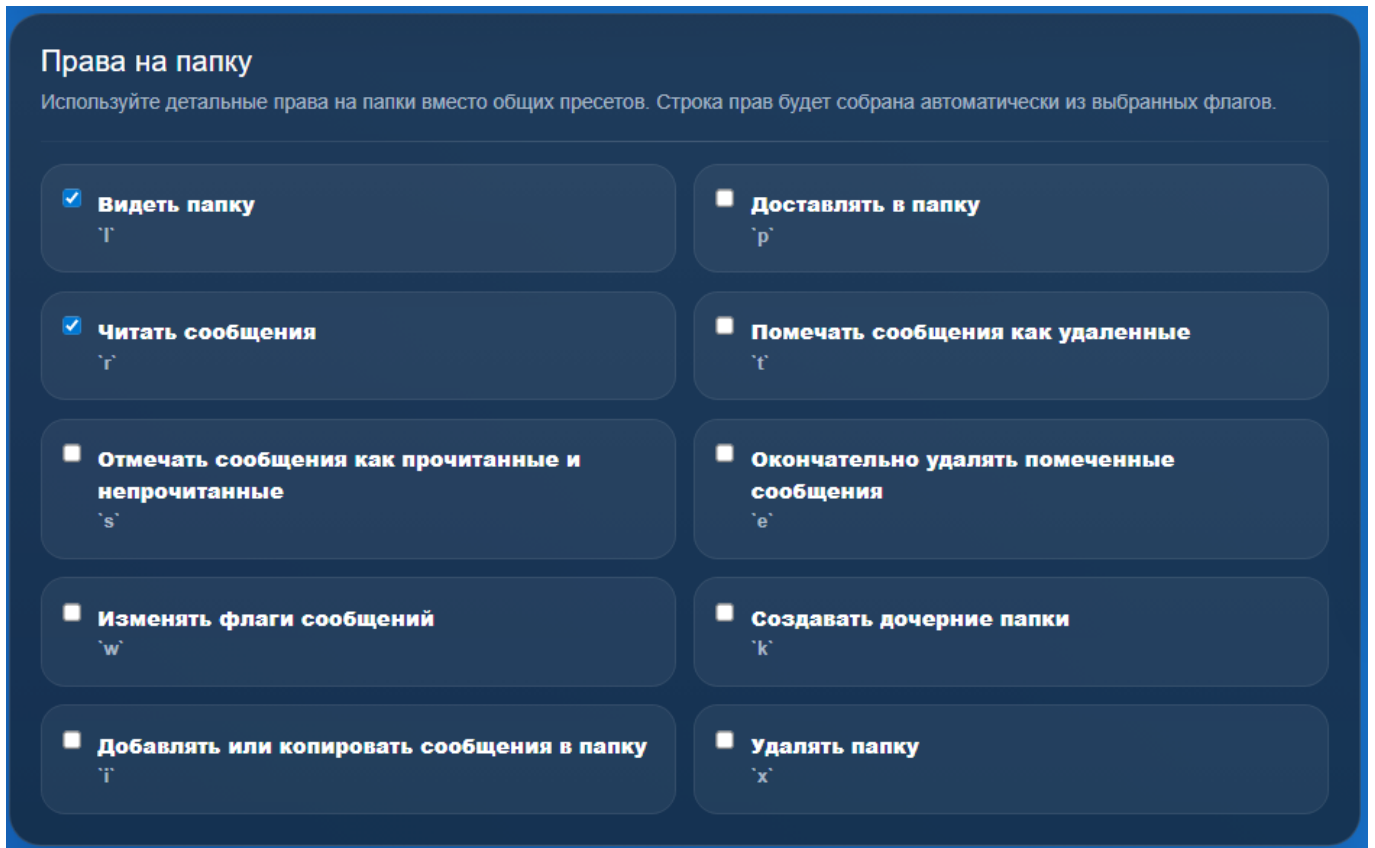 Права на папку
Используйте детальные права на папки вместо общих пресетов. Строка прав будет собрана автоматически из выбранных флагов.
Видеть папку
`l`
Доставлять в папку
`p`
Читать сообщения
`r`
Помечать сообщения как удаленные
`t`
Отмечать сообщения как прочитанные и
непрочитанные
`s`
Окончательно удалять помеченные
сообщения
`e`
Изменять флаги сообщений
`w`
Создавать дочерние папки
`k`
Добавлять или копировать сообщения в папку
`i`
Удалять папку
`x`